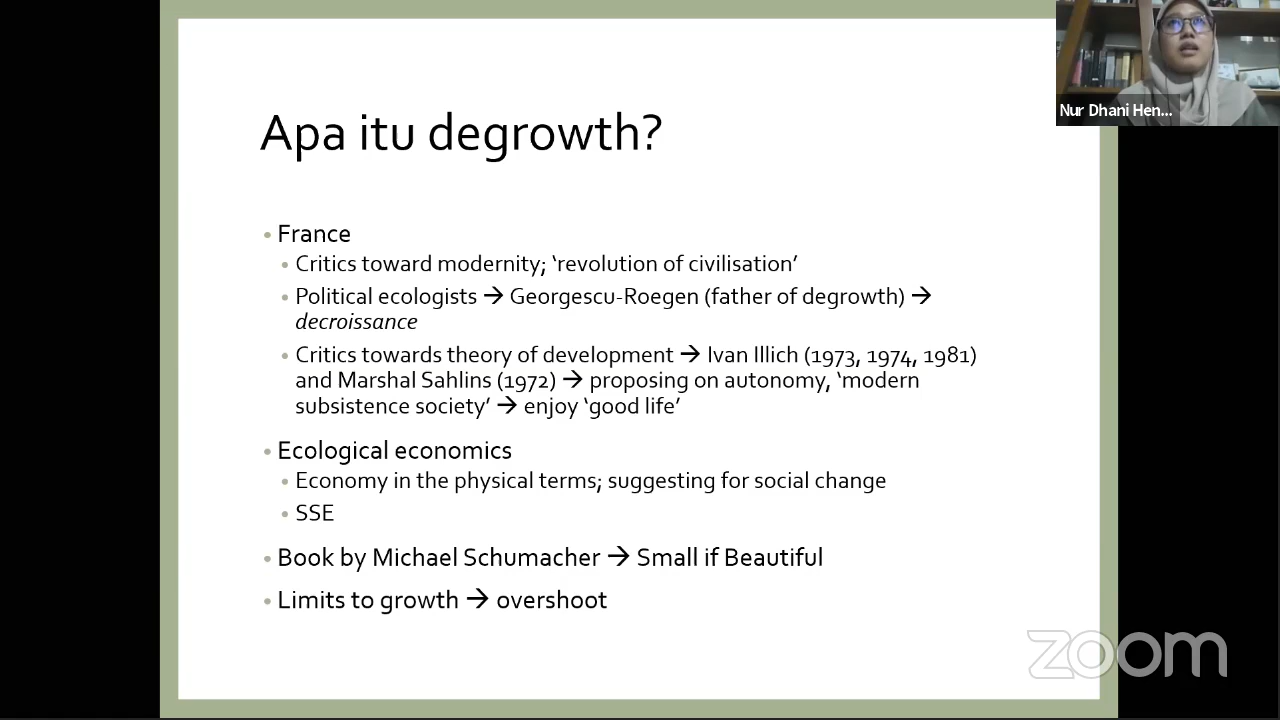 Apa itu degrowth?
• France
• Critics toward modernity; ‘revolution of civilisation’
• Political ecologists → Georgescu-Roegen (father of degrowth) →
decroissance
• Critics towards theory of development → Ivan Illich (1973, 1974, 1981)
and Marshal Sahlins (1972) → proposing on autonomy, ‘modern
subsistence society’ → enjoy ‘good life’
• Ecological economics
• Economy in the physical terms; suggesting for social change
• SSE
• Book by Michael Schumacher → Small if Beautiful
• Limits to growth → overshoot
Nur Dhani Hen...
zoom